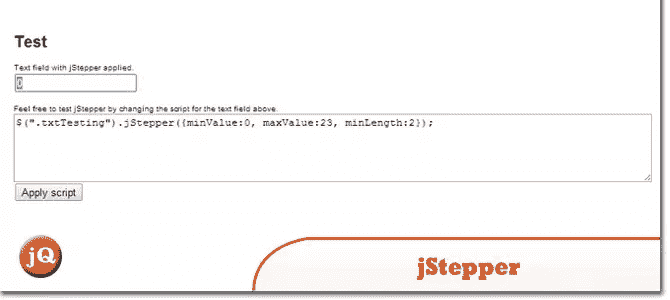 Test
Text field with jStepper applied.
Feel free to test jStepper by changing the script for the text field above.
$(".txtTesting").jStepper({minValue:0, maxValue:23, minLength:2});
Apply script
jQ
jStepper